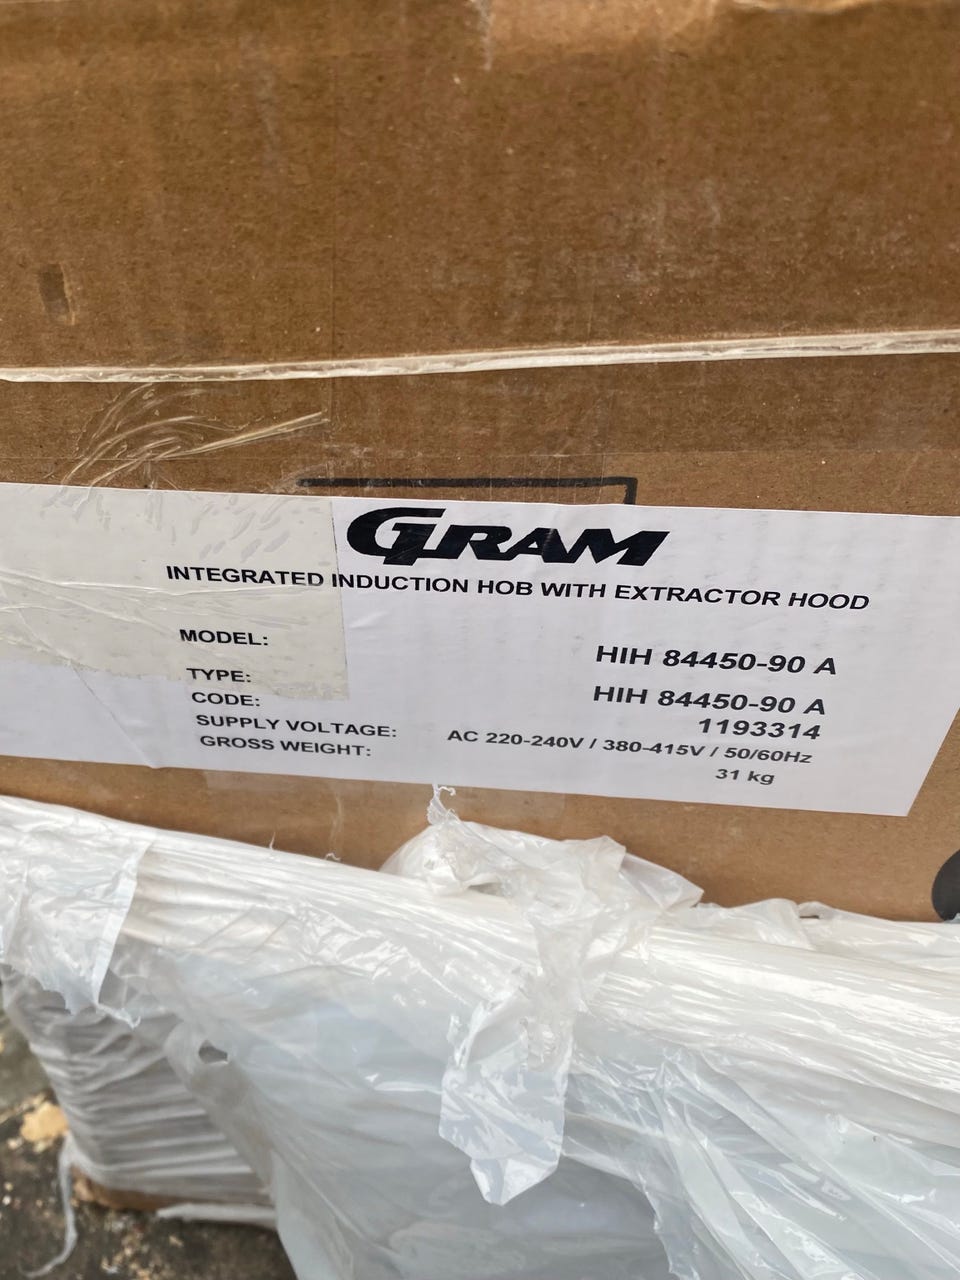 GRAM
INTEGRATED INDUCTION HOB WITH EXTRACTOR HOOD
MODEL: HIH 84450-90 A
TYPE: HIH 84450-90 A
CODE: 1193314
SUPPLY VOLTAGE: AC 220-240V / 380-415V / 50/60Hz
GROSS WEIGHT: 31 kg